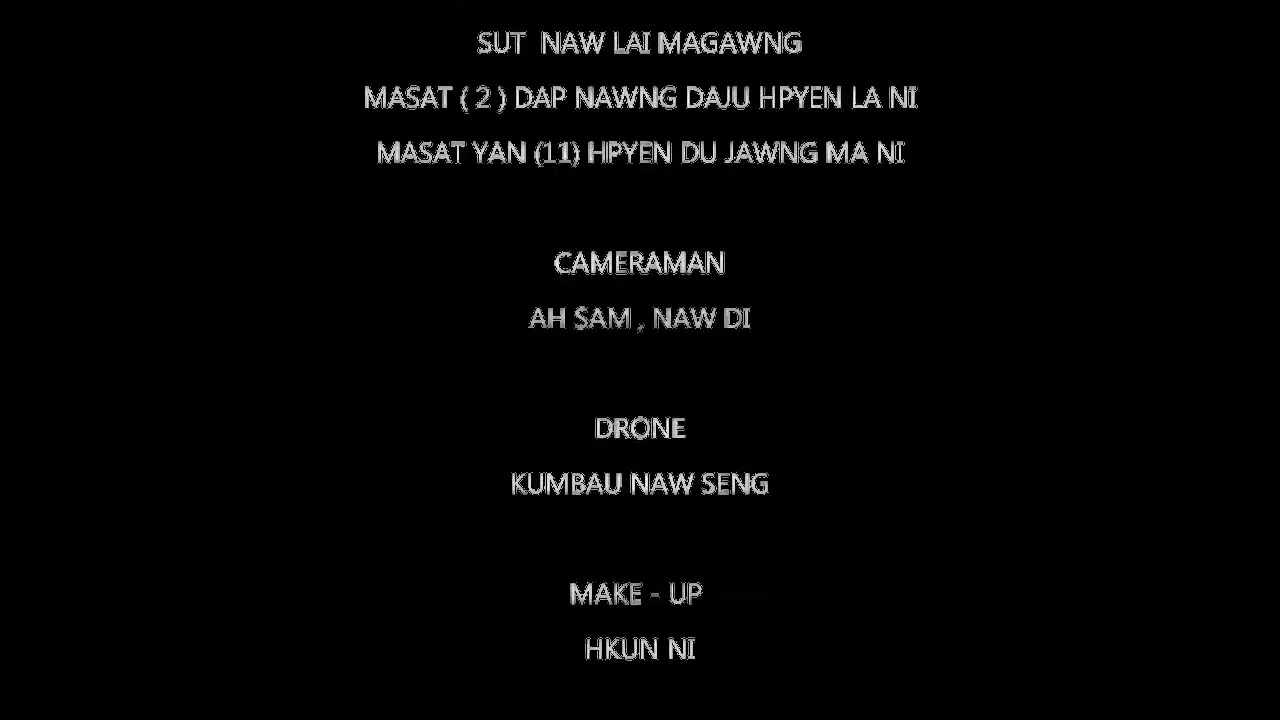 SUT NAW LAI MAGAWNG
MASAT ( 2 ) DAP NAWNG DAJU HPYEN LA NI
MASAT YAN (11) HPYEN DU JAWNG MA NI
CAMERAMAN
AH SAM , NAW DI
DRONE
KUMBAU NAW SENG
MAKE - UP
HKUN NI